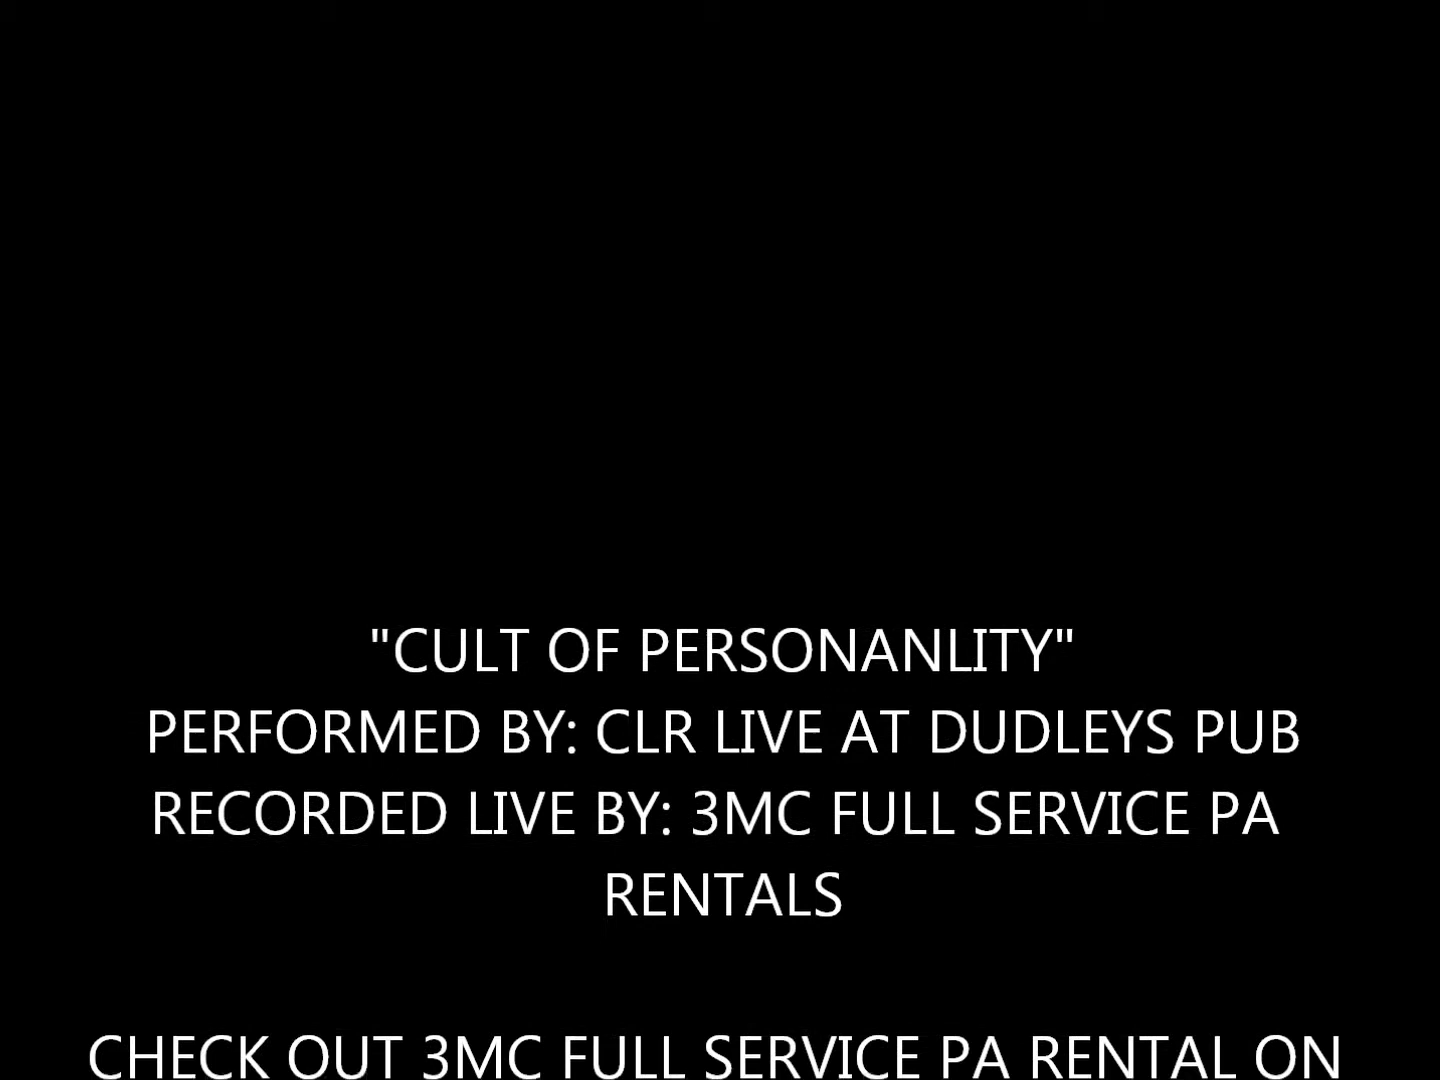 "CULT OF PERSONANLITY"
PERFORMED BY: CLR LIVE AT DUDLEYS PUB
RECORDED LIVE BY: 3MC FULL SERVICE PA
RENTALS
CHECK OUT 3MC FULL SERVICE PA RENTAL ON